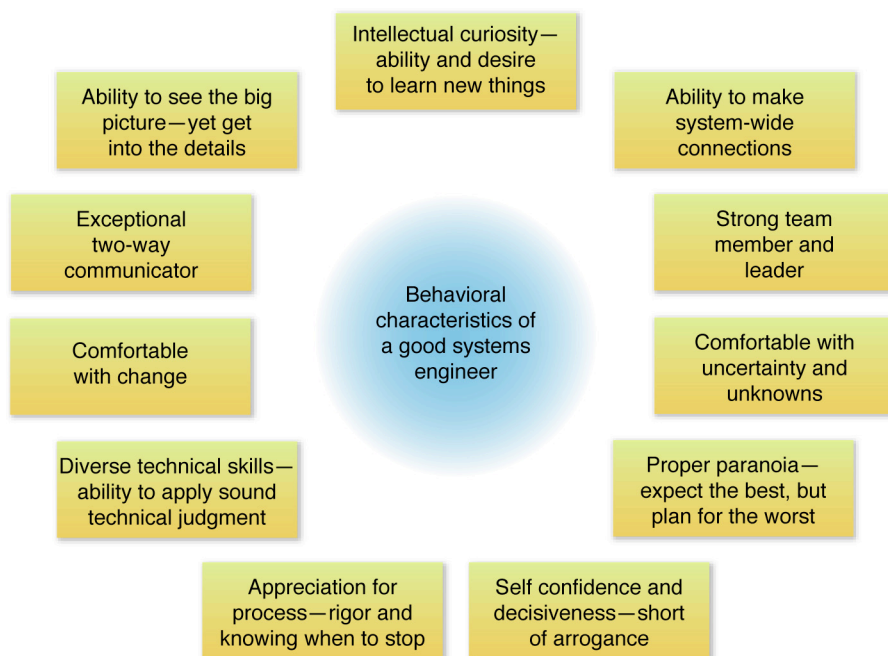 Intellectual curiosity—
ability and desire
to learn new things
Ability to see the big
picture—yet get
into the details
Ability to make
system-wide
connections
Exceptional
two-way
communicator
Strong team
member and
leader
Behavioral
characteristics of
a good systems
engineer
Comfortable
with change
Comfortable with
uncertainty and
unknowns
Diverse technical skills—
ability to apply sound
technical judgment
Proper paranoia—
expect the best, but
plan for the worst
Appreciation for
process—rigor and
knowing when to stop
Self confidence and
decisiveness—short
of arrogance